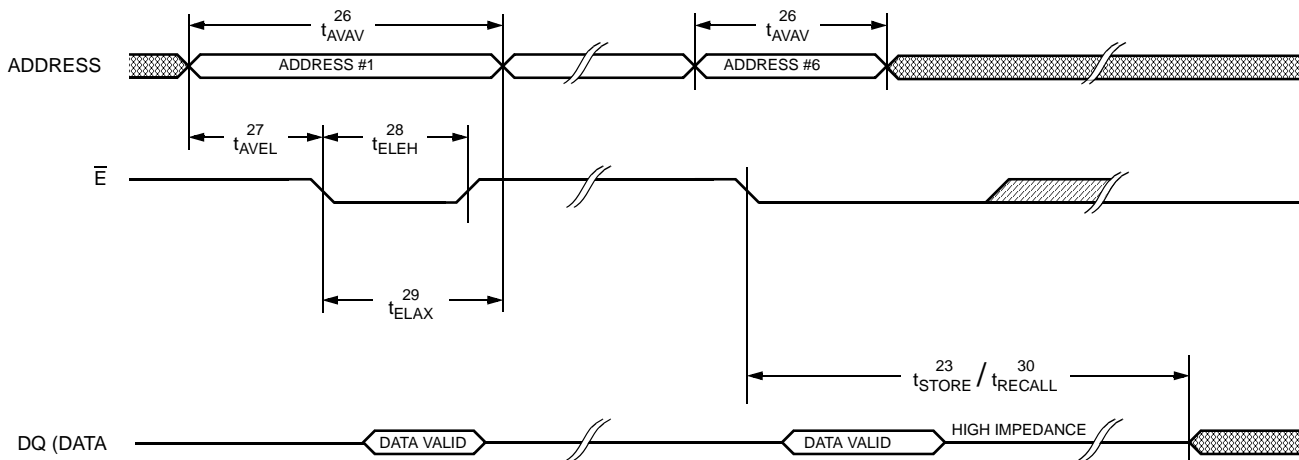 26
tAVAV
26
tAVAV
ADDRESS
ADDRESS #1
ADDRESS #6
27
tAVEL
28
tELEH
E
29
tELAX
23
30
tSTORE / tRECALL
DQ (DATA
DATA VALID
DATA VALID
HIGH IMPEDANCE